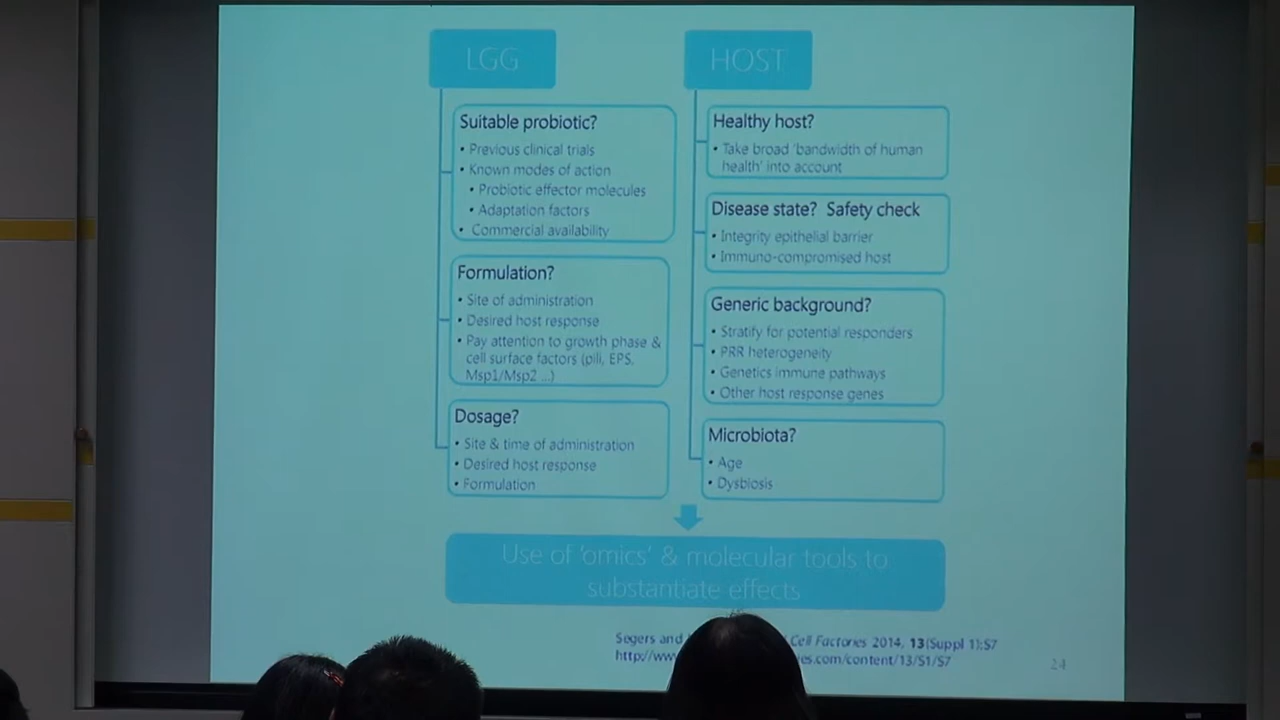 LGG
Suitable probiotic?
• Previous clinical trials
• Known modes of action
• Probiotic effector molecules
• Adaptation factors
• Commercial availability
Formulation?
• Site of administration
• Desired host response
• Pay attention to growth phase &
cell surface factors (pili, EPS,
Msp1/Msp2 ...)
Dosage?
• Site & time of administration
• Desired host response
• Formulation
HOST
Healthy host?
• Take broad 'bandwidth of human
health' into account
Disease state? Safety check
• Integrity epithelial barrier
• Immuno-compromised host
Generic background?
• Stratify for potential responders
• PRR heterogeneity
• Genetics immune pathways
• Other host response genes
Microbiota?
• Age
• Dysbiosis
Use of 'omics' & molecular tools to
substantiate effects
Segers and Cell Factories 2014, 13(Suppl 1):S7
http://ww ies.com/content/13/S1/S7
24